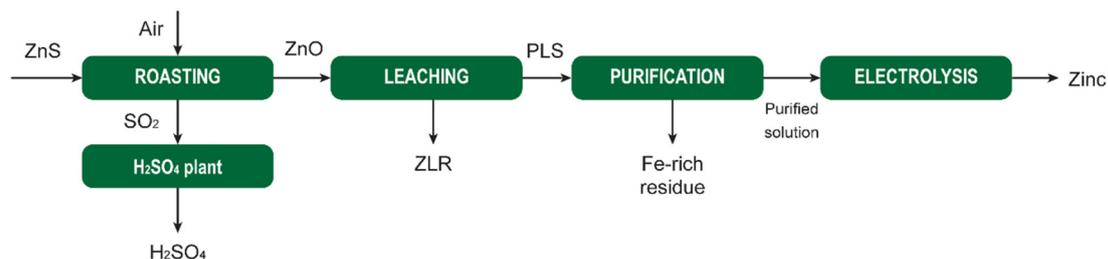 Air
ZnS
ZnO
PLS
ROASTING
LEACHING
PURIFICATION
ELECTROLYSIS
Zinc
SO₂
Purified
solution
H₂SO₄ plant
ZLR
Fe-rich
residue
H₂SO₄